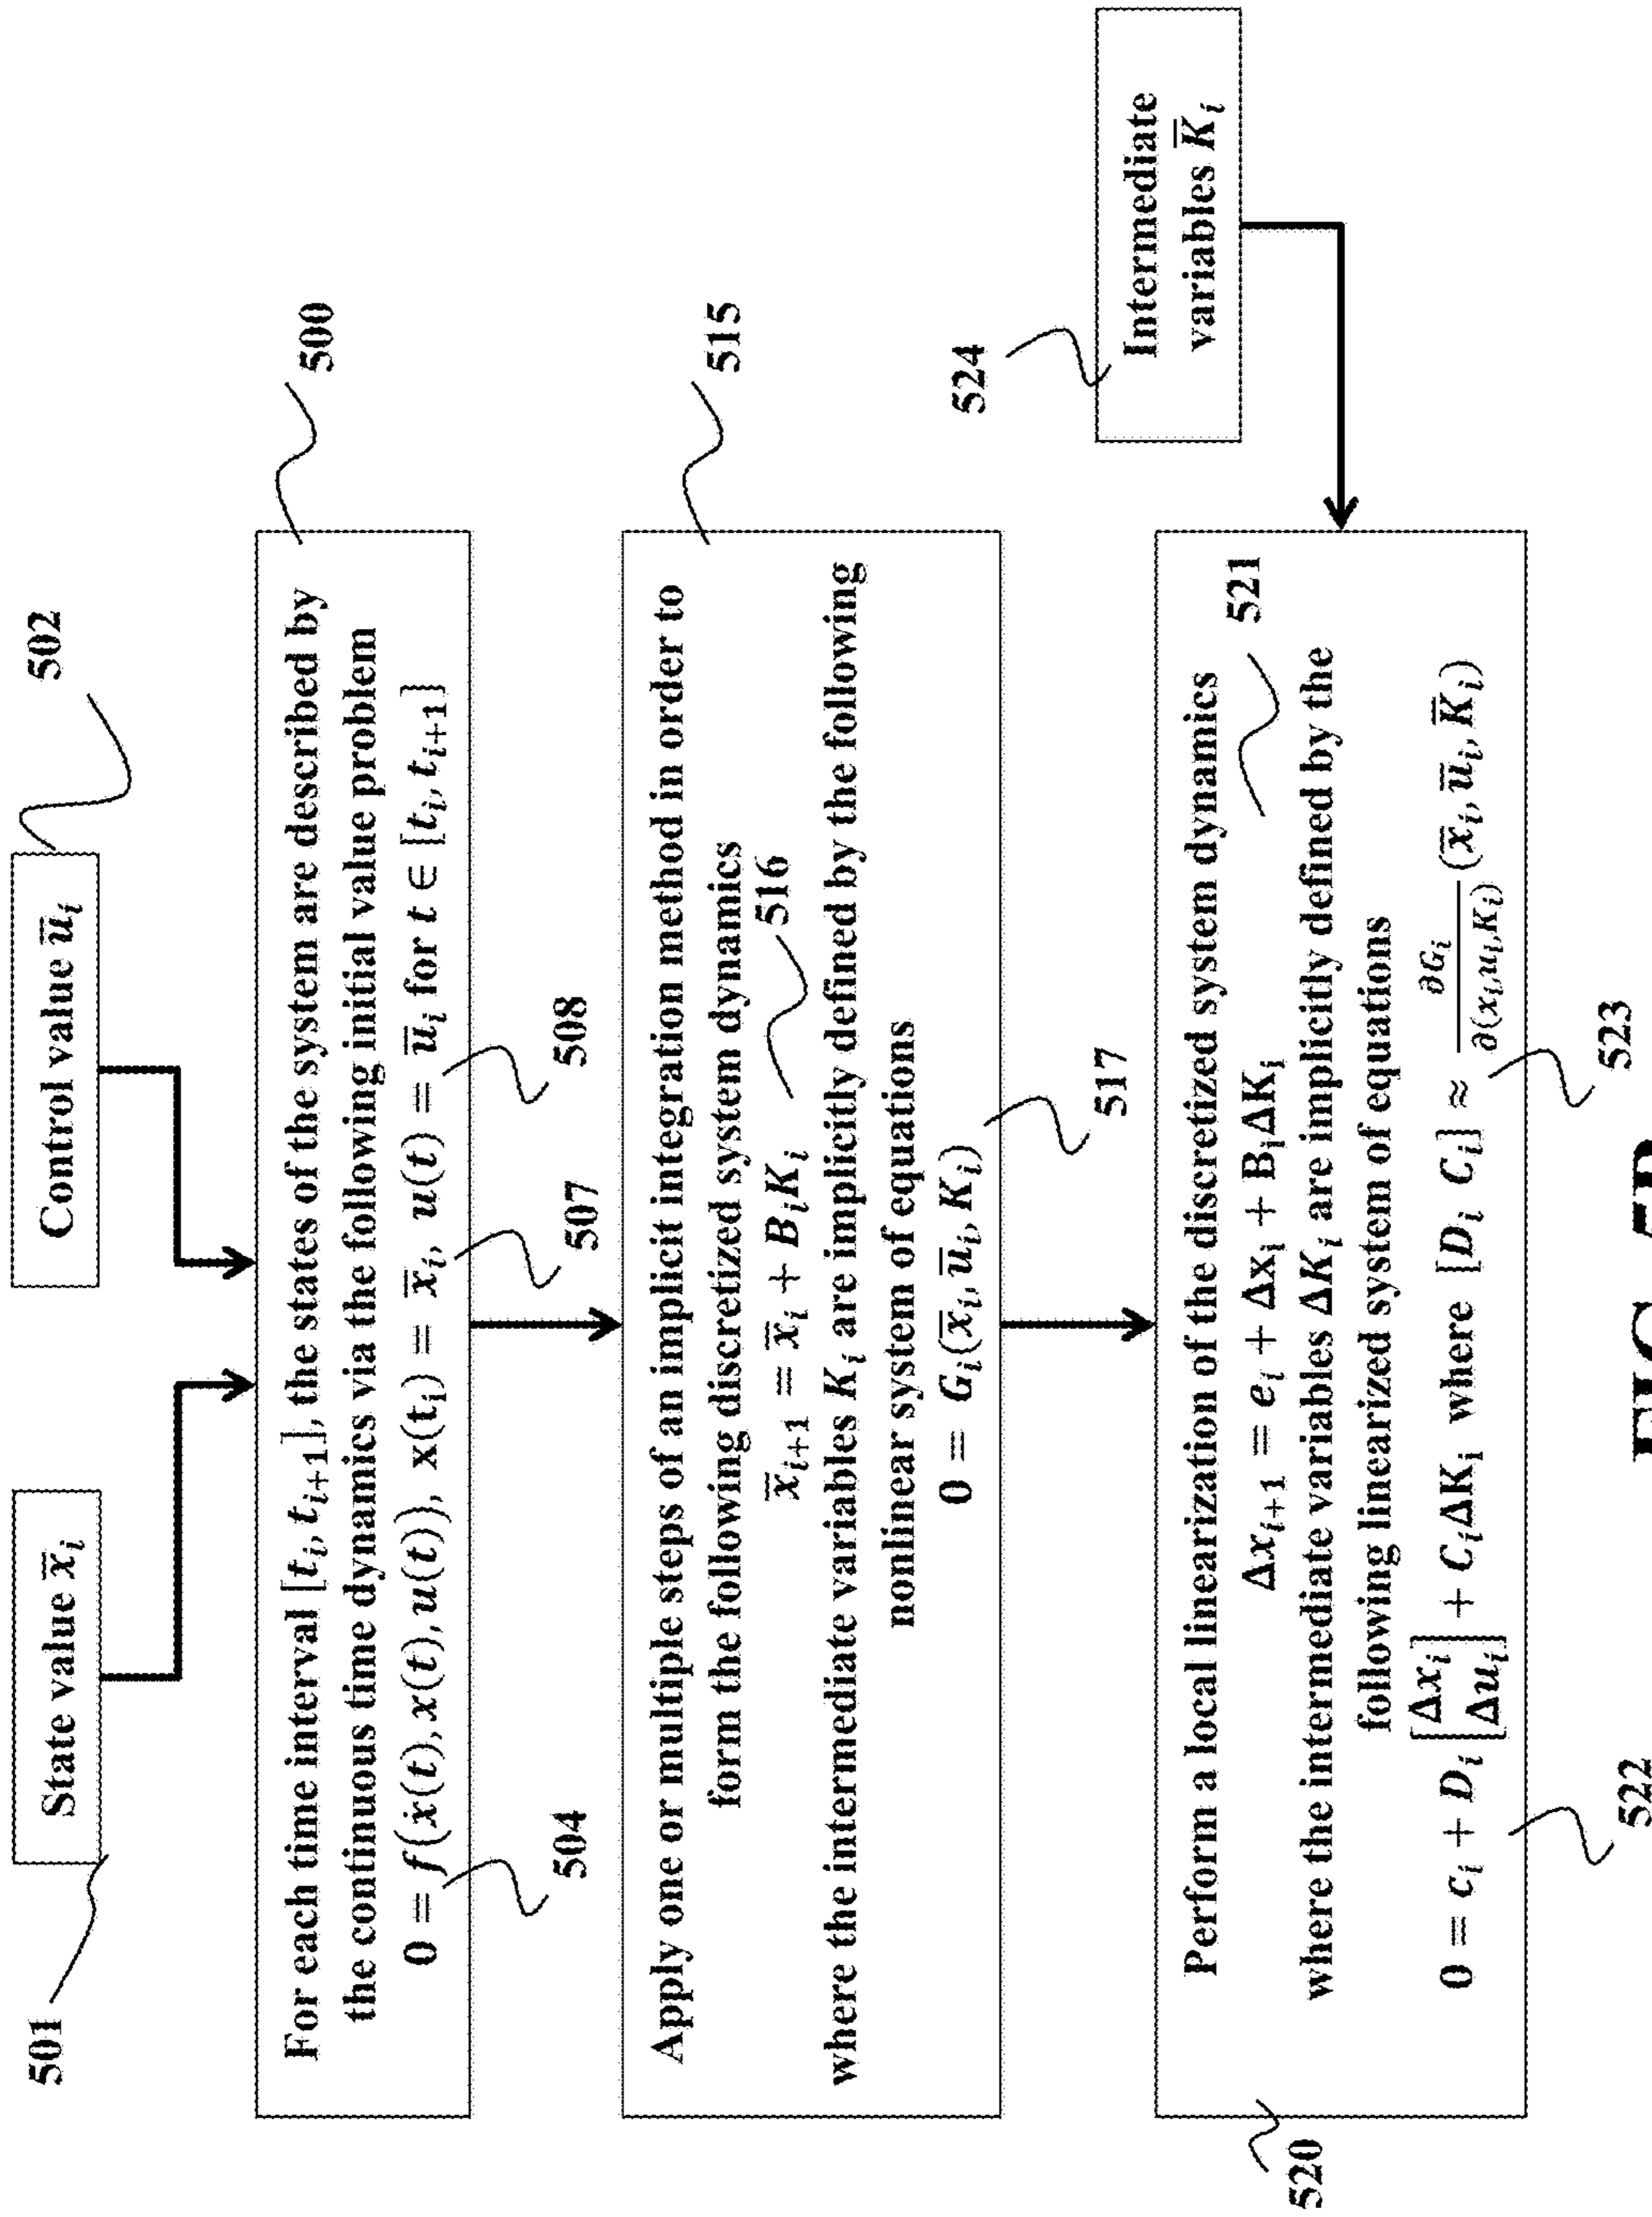 501
State value x̄ᵢ
Control value ūᵢ
502
500
For each time interval [tᵢ, tᵢ₊₁], the states of the system are described by
the continuous time dynamics via the following initial value problem
0 = f(ẋ(t), x(t), u(t)), x(tᵢ) = x̄ᵢ, u(t) = ūᵢ for t ∈ [tᵢ, tᵢ₊₁]
504
507
508
515
Apply one or multiple steps of an implicit integration method in order to
form the following discretized system dynamics
x̄ᵢ₊₁ = x̄ᵢ + BᵢKᵢ
516
where the intermediate variables Kᵢ are implicitly defined by the following
nonlinear system of equations
0 = Gᵢ(x̄ᵢ, ūᵢ, Kᵢ)
517
524
Intermediate
variables K̄ᵢ
520
Perform a local linearization of the discretized system dynamics
Δxᵢ₊₁ = eᵢ + Δxᵢ + BᵢΔKᵢ
521
where the intermediate variables ΔKᵢ are implicitly defined by the
following linearized system of equations
0 = cᵢ + Dᵢ [Δxᵢ Δuᵢ] + CᵢΔKᵢ where [Dᵢ Cᵢ] ≈ ∂Gᵢ/∂(xᵢ,uᵢ,Kᵢ) (x̄ᵢ, ūᵢ, K̄ᵢ)
522
523